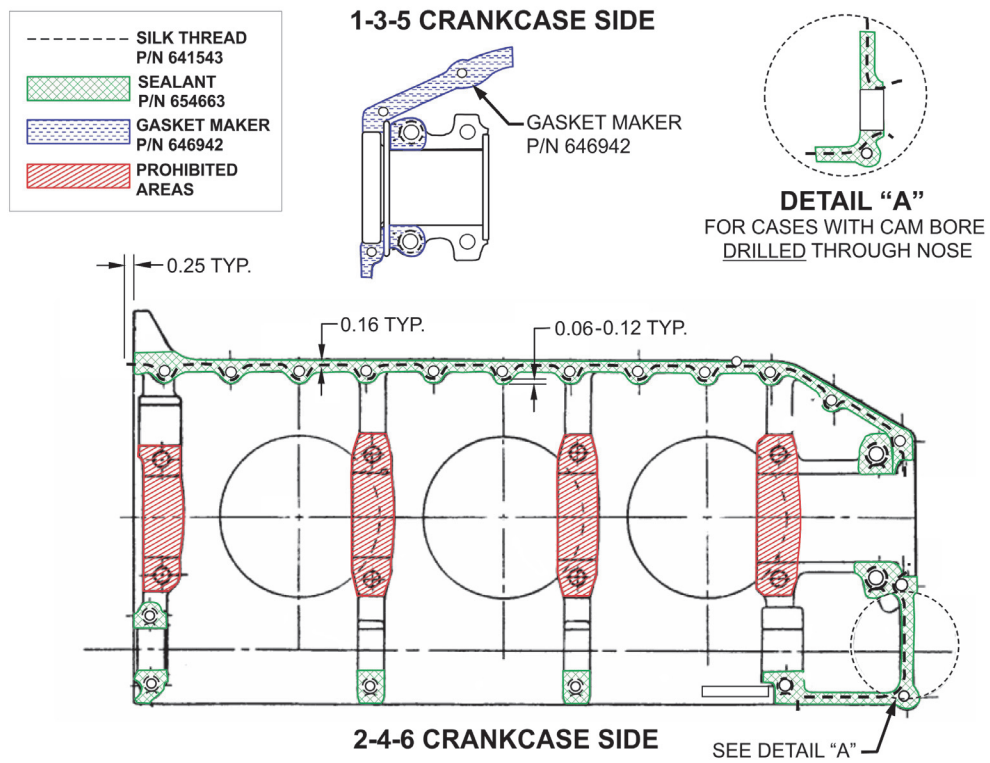 1-3-5 CRANKCASE SIDE
SILK THREAD
P/N 641543
SEALANT
P/N 654663
GASKET MAKER
P/N 646942
PROHIBITED
AREAS
GASKET MAKER
P/N 646942
DETAIL “A”
FOR CASES WITH CAM BORE
DRILLED THROUGH NOSE
0.25 TYP.
0.16 TYP.
0.06-0.12 TYP.
2-4-6 CRANKCASE SIDE
SEE DETAIL “A”